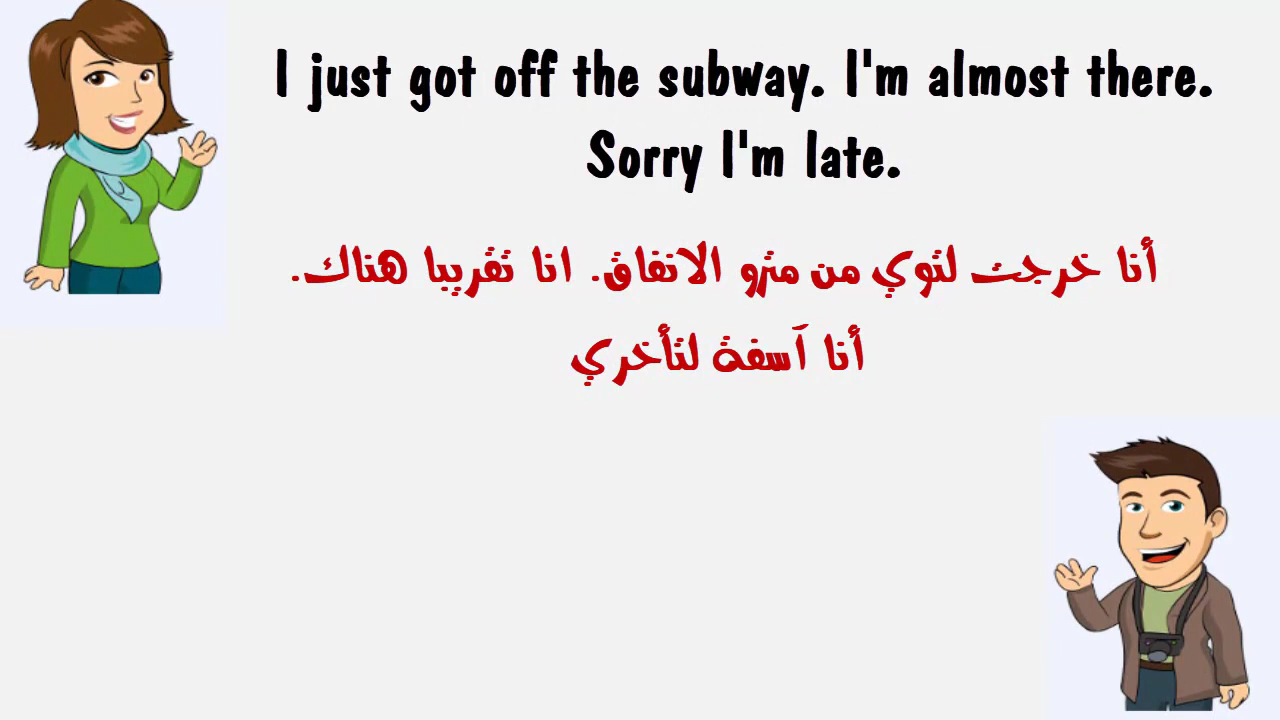 I just got off the subway. I'm almost there.
Sorry I'm late.
أنا خرجت لتوي من مترو الانفاق. انا تقريبا هناك.
أنا آسفة لتأخري